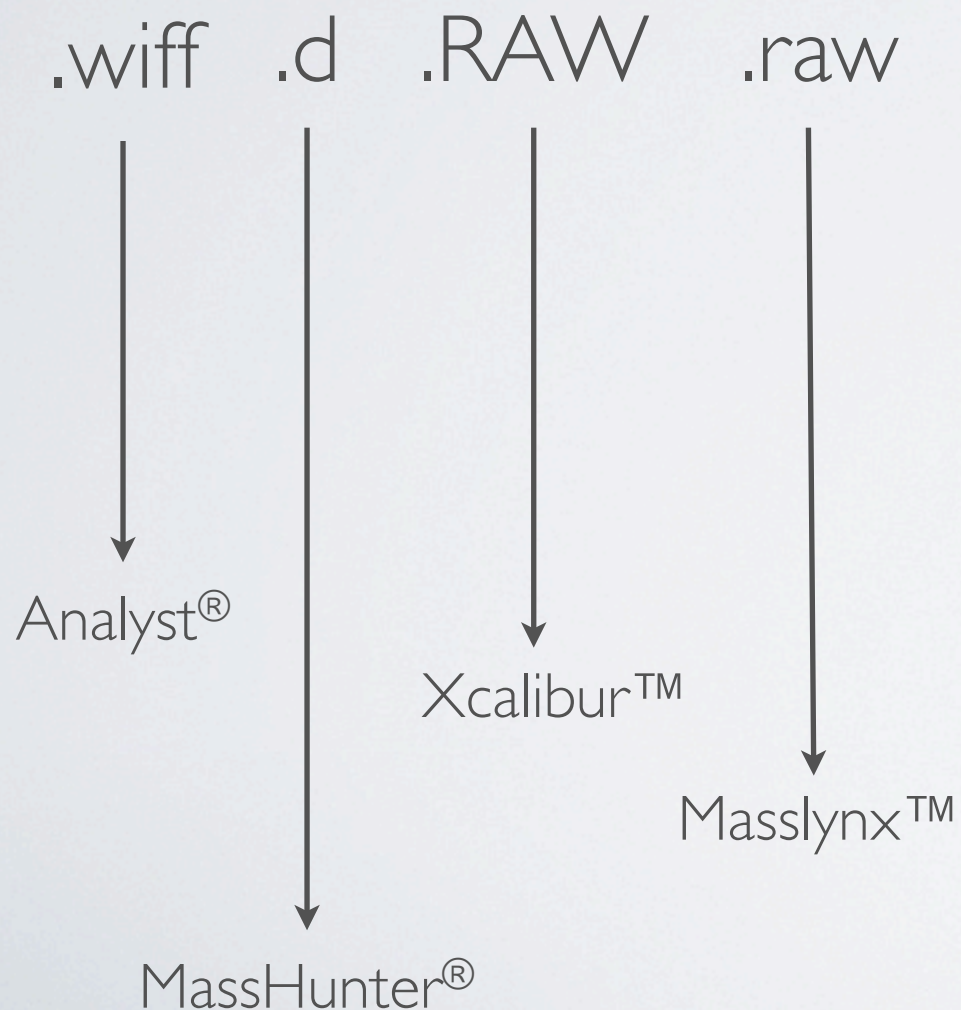 .wiff .d .RAW .raw
Analyst®
Xcalibur™
Masslynx™
MassHunter®